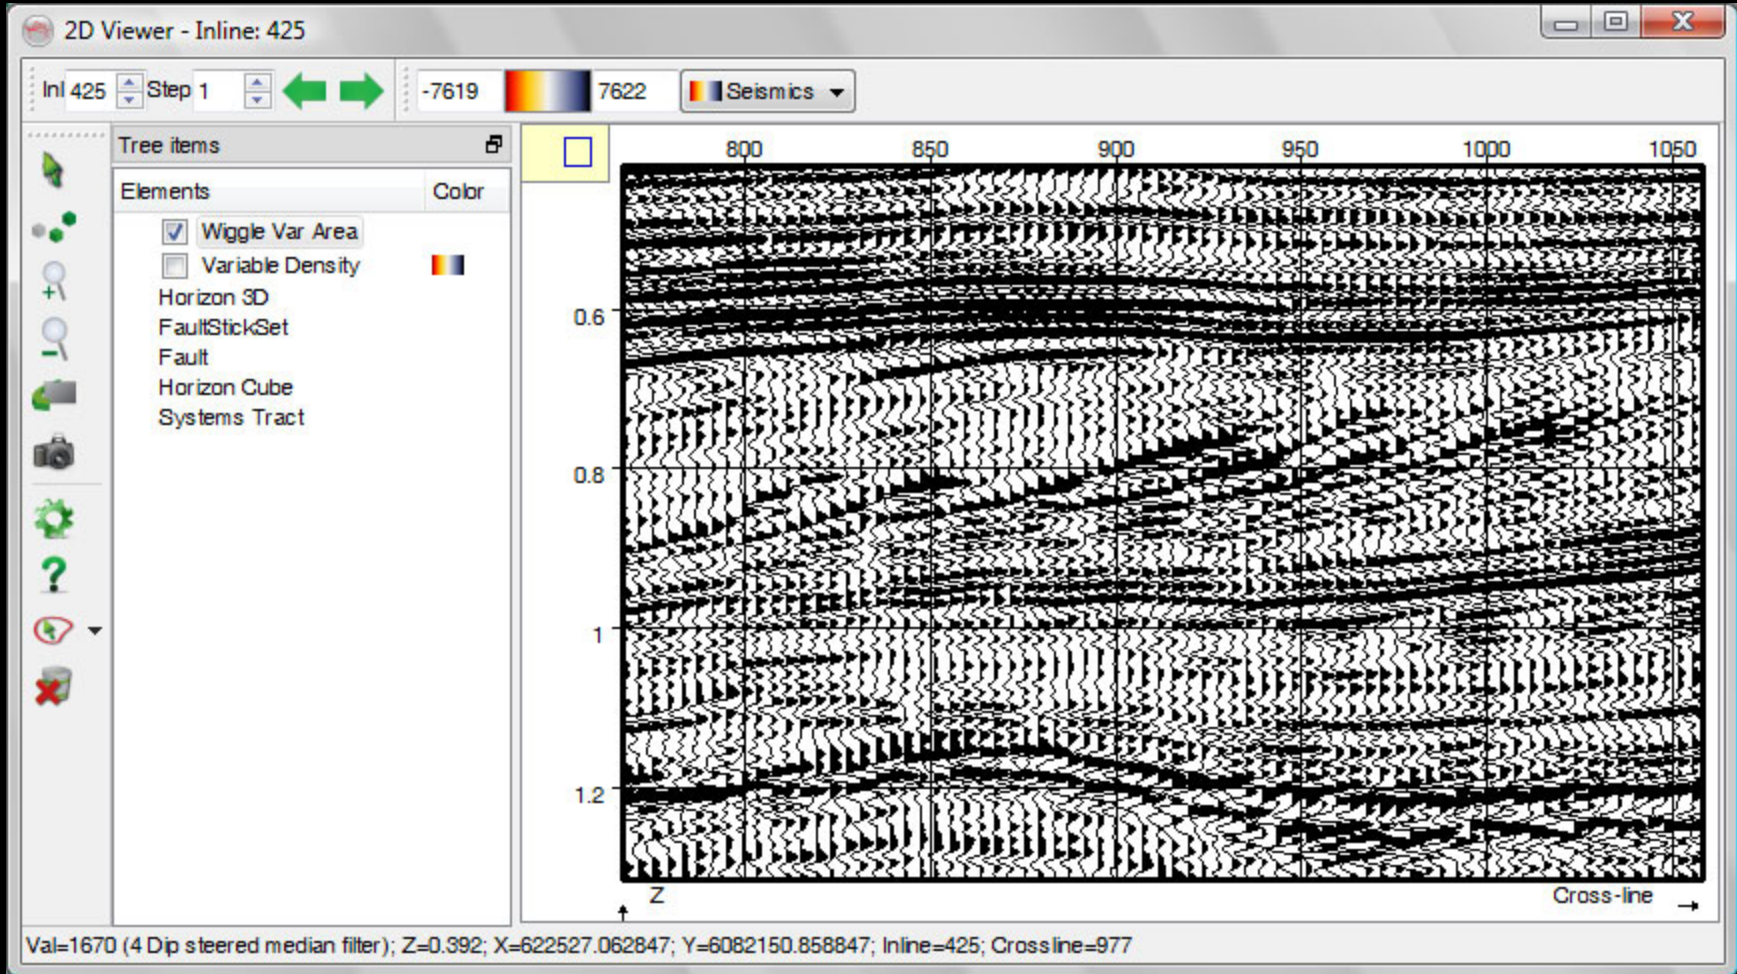 2D Viewer - Inline: 425
Inl 425 Step 1 -7619 7622 Seismics
Tree items
Elements Color
Wiggle Var Area
Variable Density
Horizon 3D
FaultStickSet
Fault
Horizon Cube
Systems Tract
800 850 900 950 1000 1050
0.6
0.8
1
1.2
Z Cross-line
Val=1670 (4 Dip steered median filter); Z=0.392; X=622527.062847; Y=6082150.858847; Inline=425; Crossline=977